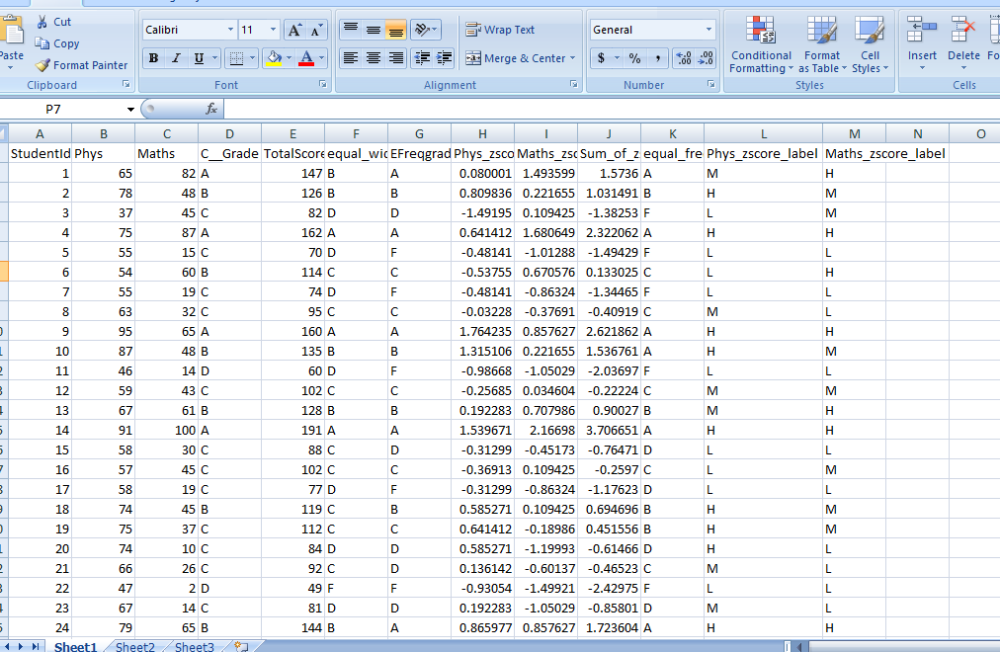 Cut
Calibri 11 A A Wrap Text General
Copy
Paste Conditional Format Cell Insert Delete
Format Painter B I U A Merge & Center $ % , .00 .0 Formatting as Table Styles
Clipboard Font Alignment Number Styles Cells
P7 fx
A B C D E F G H I J K L M N O
StudentId Phys Maths C__Grade TotalScore equal_wid EFreqgrad Phys_zsco Maths_zsc Sum_of_z equal_fre Phys_zscore_label Maths_zscore_label
1 65 82 A 147 B A 0.080001 1.493599 1.5736 A M H
2 78 48 B 126 B B 0.809836 0.221655 1.031491 B H M
3 37 45 C 82 D D -1.49195 0.109425 -1.38253 F L M
4 75 87 A 162 A A 0.641412 1.680649 2.322062 A H H
5 55 15 C 70 D F -0.48141 -1.01288 -1.49429 F L L
6 54 60 B 114 C C -0.53755 0.670576 0.133025 C L H
7 55 19 C 74 D F -0.48141 -0.86324 -1.34465 F L L
8 63 32 C 95 C C -0.03228 -0.37691 -0.40919 C M L
9 95 65 A 160 A A 1.764235 0.857627 2.621862 A H H
10 87 48 B 135 B B 1.315106 0.221655 1.536761 A H M
11 46 14 D 60 D F -0.98668 -1.05029 -2.03697 F L L
12 59 43 C 102 C C -0.25685 0.034604 -0.22224 C M M
13 67 61 B 128 B B 0.192283 0.707986 0.90027 B M H
14 91 100 A 191 A A 1.539671 2.16698 3.706651 A H H
15 58 30 C 88 C D -0.31299 -0.45173 -0.76471 D L L
16 57 45 C 102 C C -0.36913 0.109425 -0.2597 C L M
17 58 19 C 77 D F -0.31299 -0.86324 -1.17623 D L L
18 74 45 B 119 C B 0.585271 0.109425 0.694696 B H M
19 75 37 C 112 C C 0.641412 -0.18986 0.451556 B H M
20 74 10 C 84 D D 0.585271 -1.19993 -0.61466 D H L
21 66 26 C 92 C D 0.136142 -0.60137 -0.46523 C M L
22 47 2 D 49 F F -0.93054 -1.49921 -2.42975 F L L
23 67 14 C 81 D D 0.192283 -1.05029 -0.85801 D M L
24 79 65 B 144 B A 0.865977 0.857627 1.723604 A H H
Sheet1 Sheet2 Sheet3